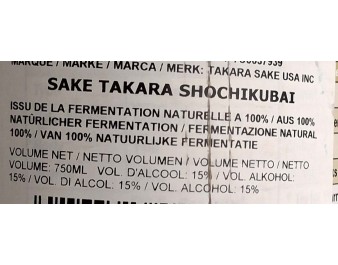 MARQUE / MARKE / MARCA / MERK: TAKARA SAKE USA INC
SAKE TAKARA SHOCHIKUBAI
ISSU DE LA FERMENTATION NATURELLE A 100% / AUS 100%
NATÜRLICHER FERMENTATION / FERMENTAZIONE NATURAL
100% / VAN 100% NATUURLIJKE FERMENTATIE
VOLUME NET / NETTO VOLUMEN / VOLUME NETTO / NETTO
VOLUME: 750ML VOL. D'ALCOOL: 15% / VOL. ALKOHOL:
15% / VOL. DI ALCOL: 15% / VOL. ALCOHOL: 15%